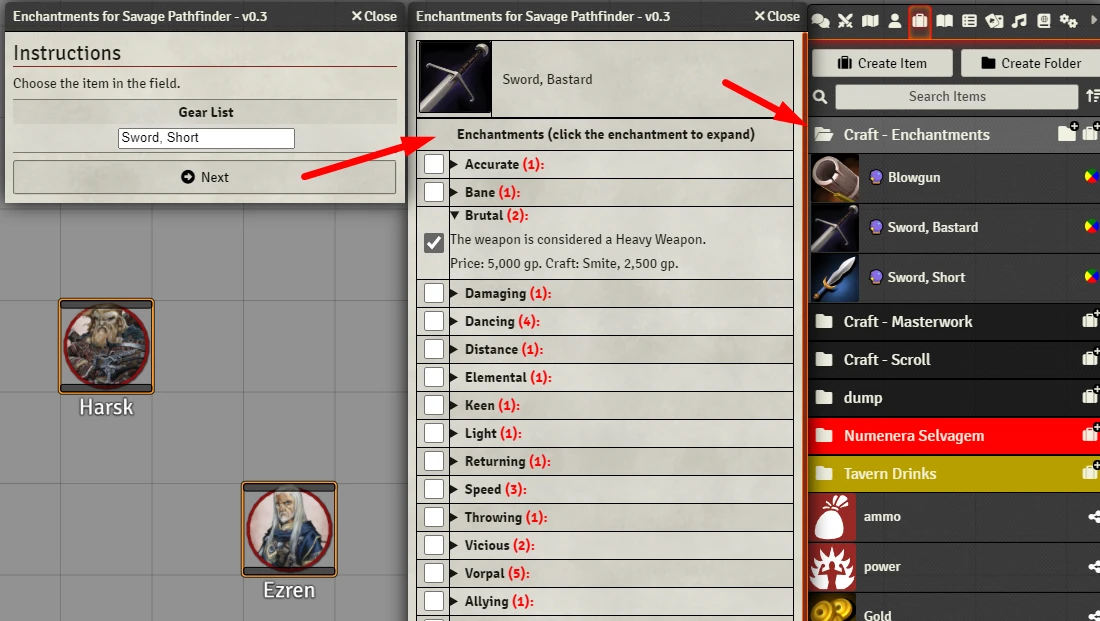 Enchantments for Savage Pathfinder - v0.3
Close
Instructions
Choose the item in the field.
Gear List
Sword, Short
Next
Harsk
Ezren
Enchantments for Savage Pathfinder - v0.3
Close
Sword, Bastard
Enchantments (click the enchantment to expand)
Accurate (1):
Bane (1):
Brutal (2):
The weapon is considered a Heavy Weapon.
Price: 5,000 gp. Craft: Smite, 2,500 gp.
Damaging (1):
Dancing (4):
Distance (1):
Elemental (1):
Keen (1):
Light (1):
Returning (1):
Speed (3):
Throwing (1):
Vicious (2):
Vorpal (5):
Allying (1):
Create Item
Create Folder
Search Items
Craft - Enchantments
Blowgun
Sword, Bastard
Sword, Short
Craft - Masterwork
Craft - Scroll
dump
Numenera Selvagem
Tavern Drinks
ammo
power
Gold